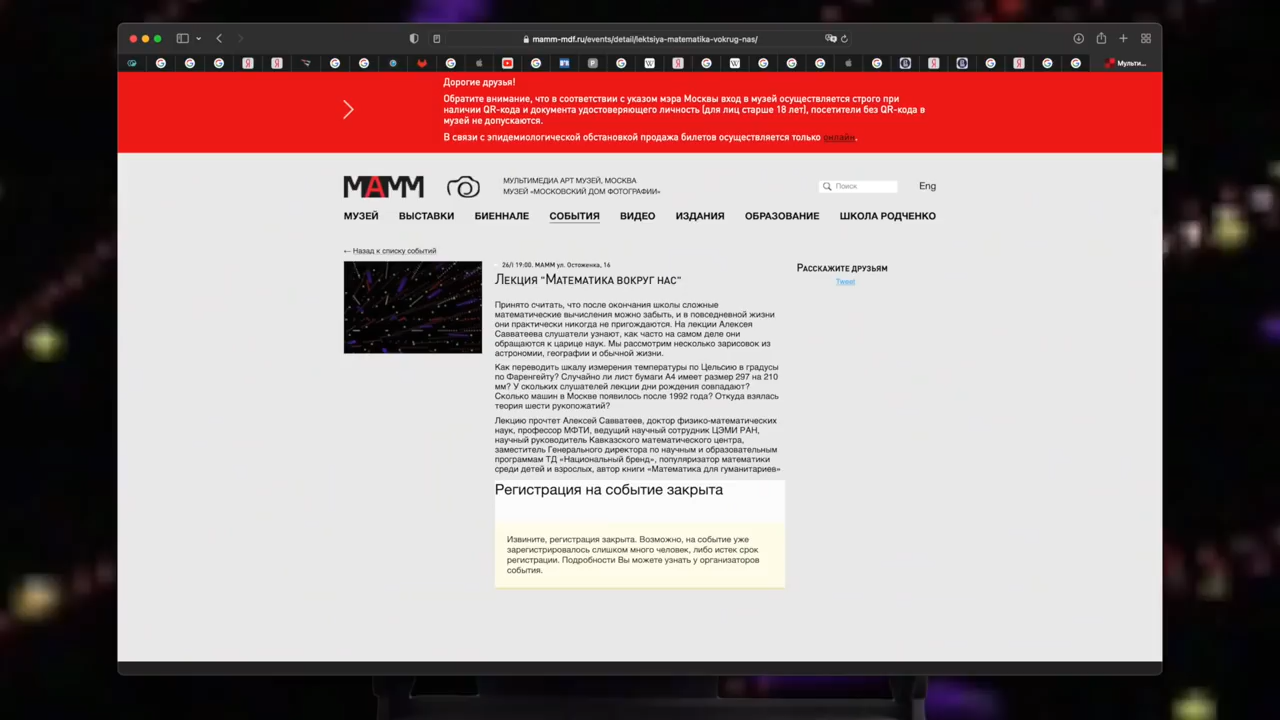 mamm-mdf.ru/events/detail/lektsiya-matematika-vokrug-nas/
Мульти...
Дорогие друзья!
Обратите внимание, что в соответствии с указом мэра Москвы вход в музей осуществляется строго при
наличии QR-кода и документа удостоверяющего личность (для лиц старше 18 лет), посетители без QR-кода в
музей не допускаются.
В связи с эпидемиологической обстановкой продажа билетов осуществляется только онлайн.
МАММ
МУЛЬТИМЕДИА АРТ МУЗЕЙ, МОСКВА
МУЗЕЙ «МОСКОВСКИЙ ДОМ ФОТОГРАФИИ»
Поиск
Eng
МУЗЕЙ ВЫСТАВКИ БИЕННАЛЕ СОБЫТИЯ ВИДЕО ИЗДАНИЯ ОБРАЗОВАНИЕ ШКОЛА РОДЧЕНКО
← Назад к списку событий
26/I 19:00. МАММ ул. Остоженка, 16
Лекция "Математика вокруг нас"
Принято считать, что после окончания школы сложные
математические вычисления можно забыть, и в повседневной жизни
они практически никогда не пригождаются. На лекции Алексея
Савватеева слушатели узнают, как часто на самом деле они
обращаются к царице наук. Мы рассмотрим несколько зарисовок из
астрономии, географии и обычной жизни.
Как переводить шкалу измерения температуры по Цельсию в градусы
по Фаренгейту? Случайно ли лист бумаги А4 имеет размер 297 на 210
мм? У скольких слушателей лекции дни рождения совпадают?
Сколько машин в Москве появилось после 1992 года? Откуда взялась
теория шести рукопожатий?
Лекцию прочтет Алексей Савватеев, доктор физико-математических
наук, профессор МФТИ, ведущий научный сотрудник ЦЭМИ РАН,
научный руководитель Кавказского математического центра,
заместитель Генерального директора по научным и образовательным
программам ТД «Национальный бренд», популяризатор математики
среди детей и взрослых, автор книги «Математика для гуманитариев»
Регистрация на событие закрыта
Извините, регистрация закрыта. Возможно, на событие уже
зарегистрировалось слишком много человек, либо истек срок
регистрации. Подробности Вы можете узнать у организаторов
события.
Расскажите друзьям
Tweet